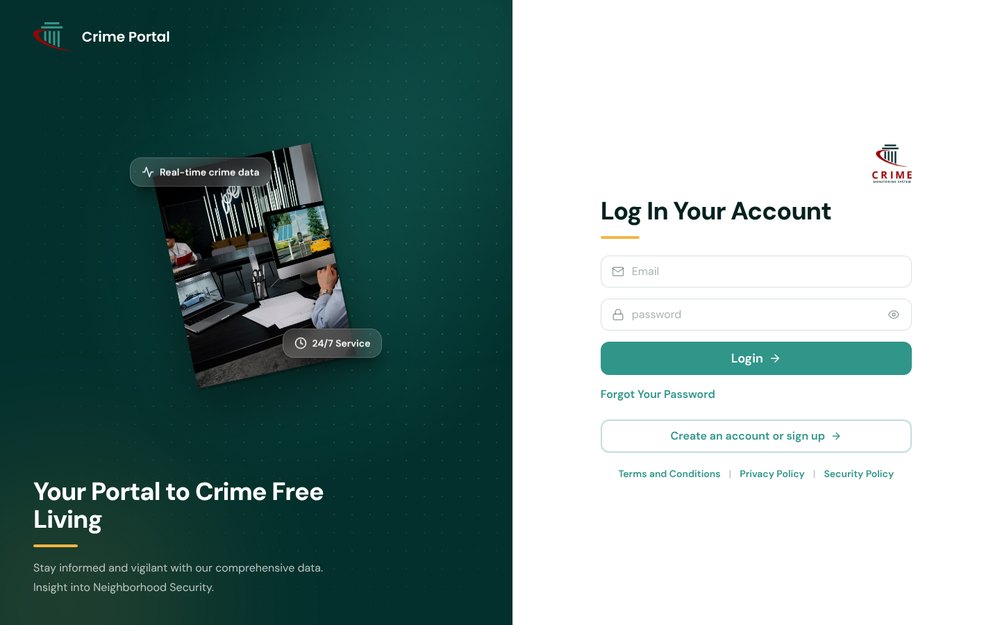 Crime Portal
Real-time crime data
24/7 Service
Your Portal to Crime Free
Living
Stay informed and vigilant with our comprehensive data.
Insight into Neighborhood Security.
CRIME
MONITORING SYSTEM
Log In Your Account
Email
password
Login
Forgot Your Password
Create an account or sign up
Terms and Conditions | Privacy Policy | Security Policy